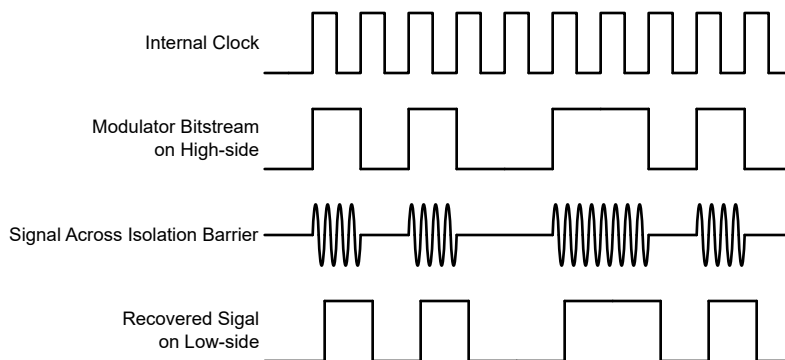 Internal Clock
Modulator Bitstream
on High-side
Signal Across Isolation Barrier
Recovered Sigal
on Low-side